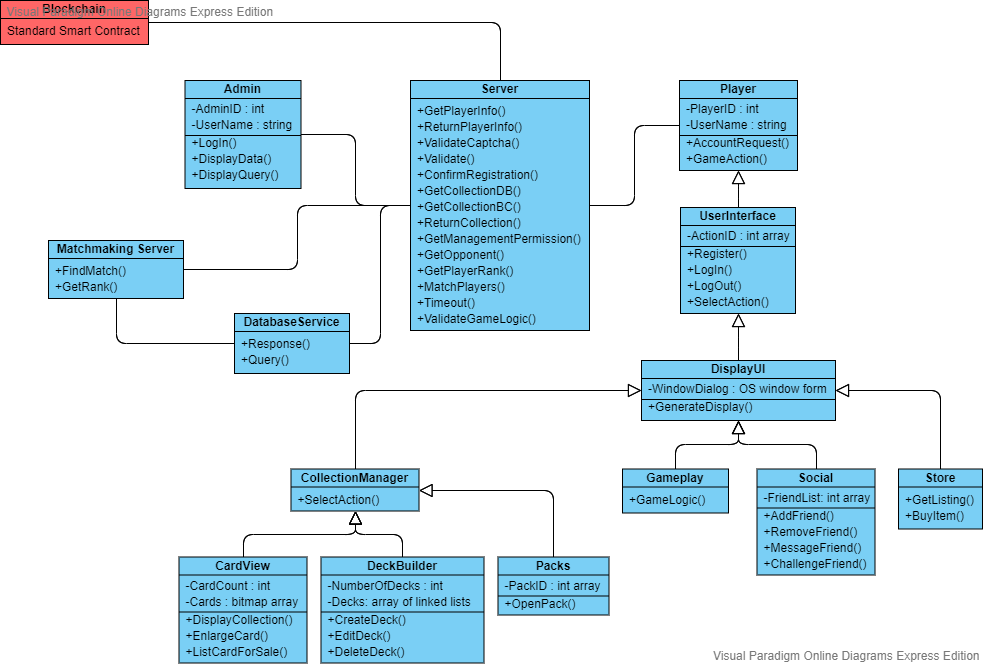 Visual Paradigm Online Diagrams Express Edition
Blockchain
Standard Smart Contract
Admin
-AdminID : int
-UserName : string
+LogIn()
+DisplayData()
+DisplayQuery()
Server
+GetPlayerInfo()
+ReturnPlayerInfo()
+ValidateCaptcha()
+Validate()
+ConfirmRegistration()
+GetCollectionDB()
+GetCollectionBC()
+ReturnCollection()
+GetManagementPermission()
+GetOpponent()
+GetPlayerRank()
+MatchPlayers()
+Timeout()
+ValidateGameLogic()
Player
-PlayerID : int
-UserName : string
+AccountRequest()
+GameAction()
UserInterface
-ActionID : int array
+Register()
+LogIn()
+LogOut()
+SelectAction()
Matchmaking Server
+FindMatch()
+GetRank()
DatabaseService
+Response()
+Query()
DisplayUI
-WindowDialog : OS window form
+GenerateDisplay()
CollectionManager
+SelectAction()
Gameplay
+GameLogic()
Social
-FriendList: int array
+AddFriend()
+RemoveFriend()
+MessageFriend()
+ChallengeFriend()
Store
+GetListing()
+BuyItem()
CardView
-CardCount : int
-Cards : bitmap array
+DisplayCollection()
+EnlargeCard()
+ListCardForSale()
DeckBuilder
-NumberOfDecks : int
-Decks: array of linked lists
+CreateDeck()
+EditDeck()
+DeleteDeck()
Packs
-PackID : int array
+OpenPack()
Visual Paradigm Online Diagrams Express Edition